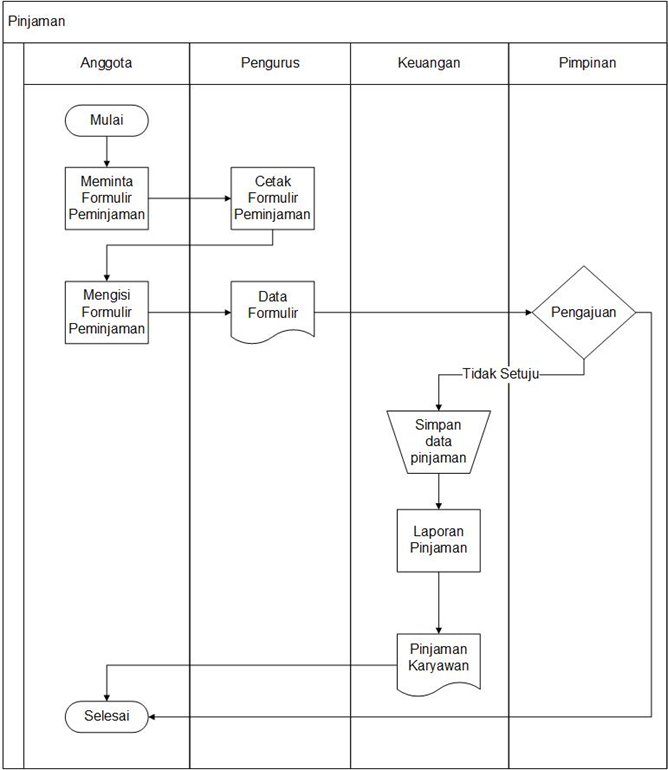 Pinjaman
Anggota
Pengurus
Keuangan
Pimpinan
Mulai
Meminta
Formulir
Peminjaman
Cetak
Formulir
Peminjaman
Mengisi
Formulir
Peminjaman
Data
Formulir
Pengajuan
Tidak Setuju
Simpan
data
pinjaman
Laporan
Pinjaman
Pinjaman
Karyawan
Selesai